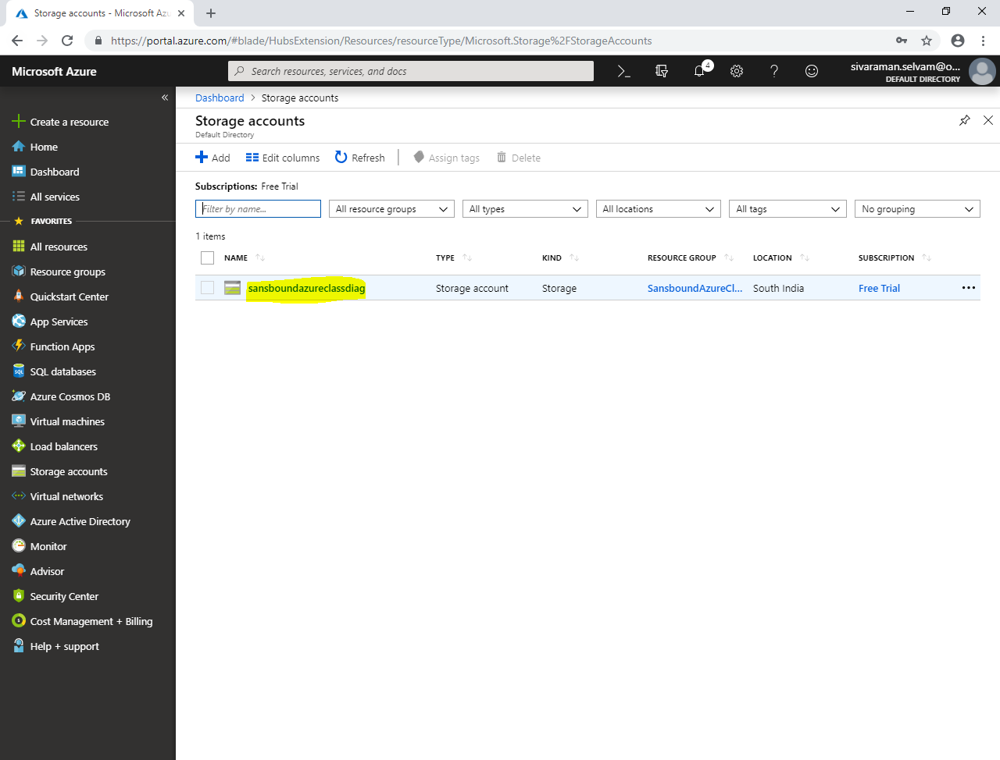 Storage accounts - Microsoft Azu
https://portal.azure.com/#blade/HubsExtension/Resources/resourceType/Microsoft.Storage%2FStorageAccounts
Microsoft Azure
Search resources, services, and docs
4
sivaraman.selvam@o...
DEFAULT DIRECTORY
Create a resource
Home
Dashboard
All services
FAVORITES
All resources
Resource groups
Quickstart Center
App Services
Function Apps
SQL databases
Azure Cosmos DB
Virtual machines
Load balancers
Storage accounts
Virtual networks
Azure Active Directory
Monitor
Advisor
Security Center
Cost Management + Billing
Help + support
Dashboard > Storage accounts
Storage accounts
Default Directory
Add Edit columns Refresh Assign tags Delete
Subscriptions: Free Trial
Filter by name... All resource groups All types All locations All tags No grouping
1 items
NAME TYPE KIND RESOURCE GROUP LOCATION SUBSCRIPTION
sansboundazureclassdiag Storage account Storage SansboundAzureCl... South India Free Trial